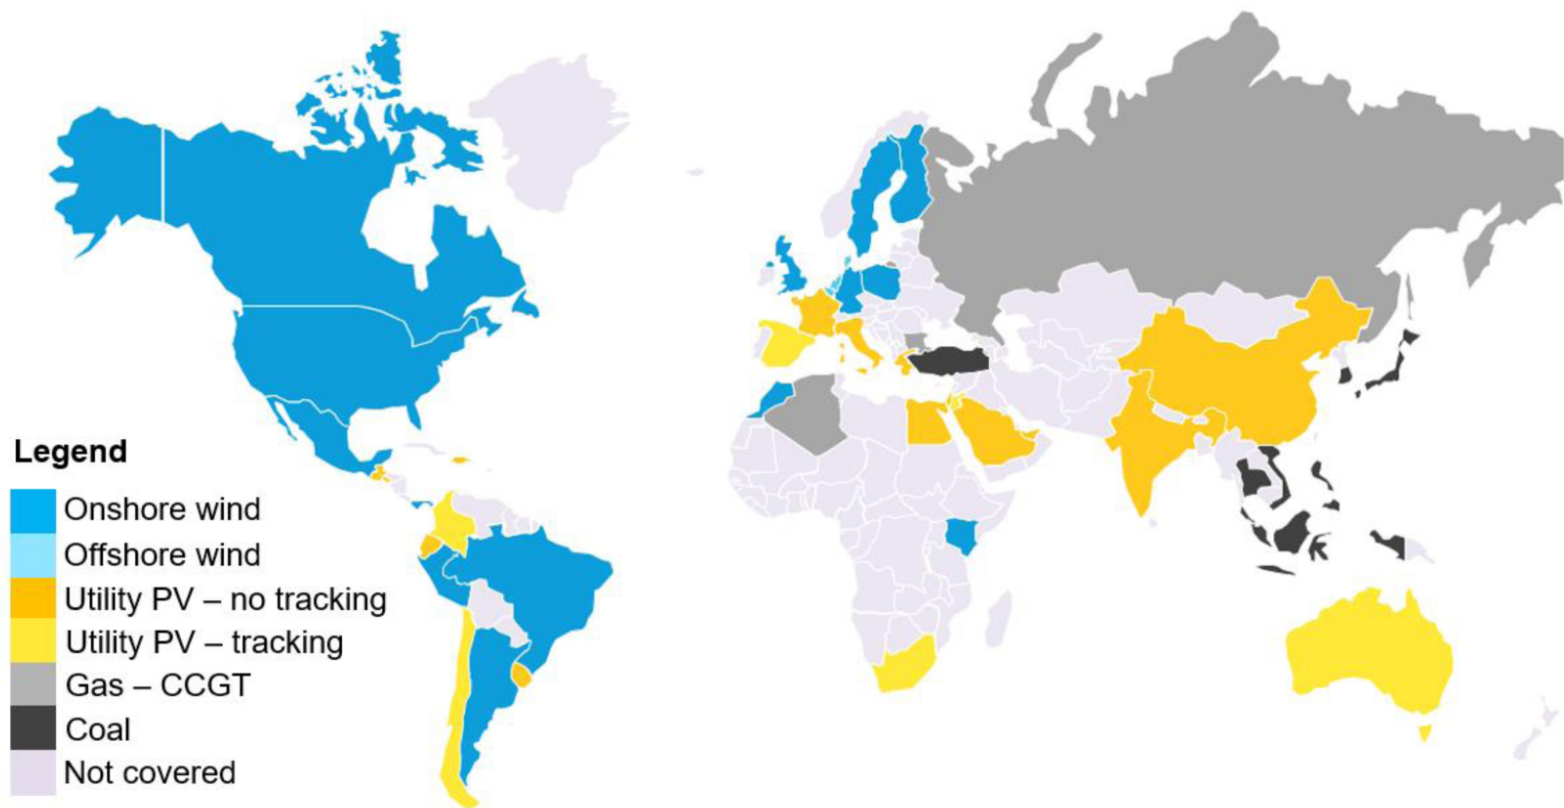 Legend
Onshore wind
Offshore wind
Utility PV – no tracking
Utility PV – tracking
Gas – CCGT
Coal
Not covered